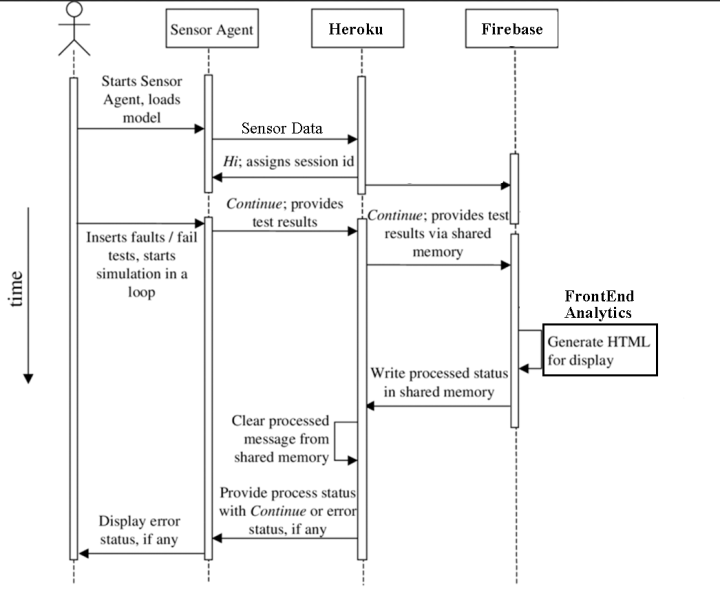 Sensor Agent
Heroku
Firebase
Starts Sensor
Agent, loads
model
Sensor Data
Hi; assigns session id
Continue; provides
test results
Continue; provides test
results via shared
memory
Inserts faults / fail
tests, starts
simulation in a
loop
time
FrontEnd
Analytics
Generate HTML
for display
Write processed status
in shared memory
Clear processed
message from
shared memory
Provide process status
with Continue or error
status, if any
Display error
status, if any